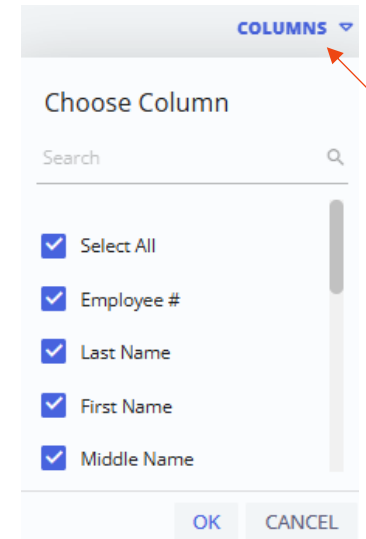 COLUMNS
Choose Column
Search
Select All
Employee #
Last Name
First Name
Middle Name
OK CANCEL